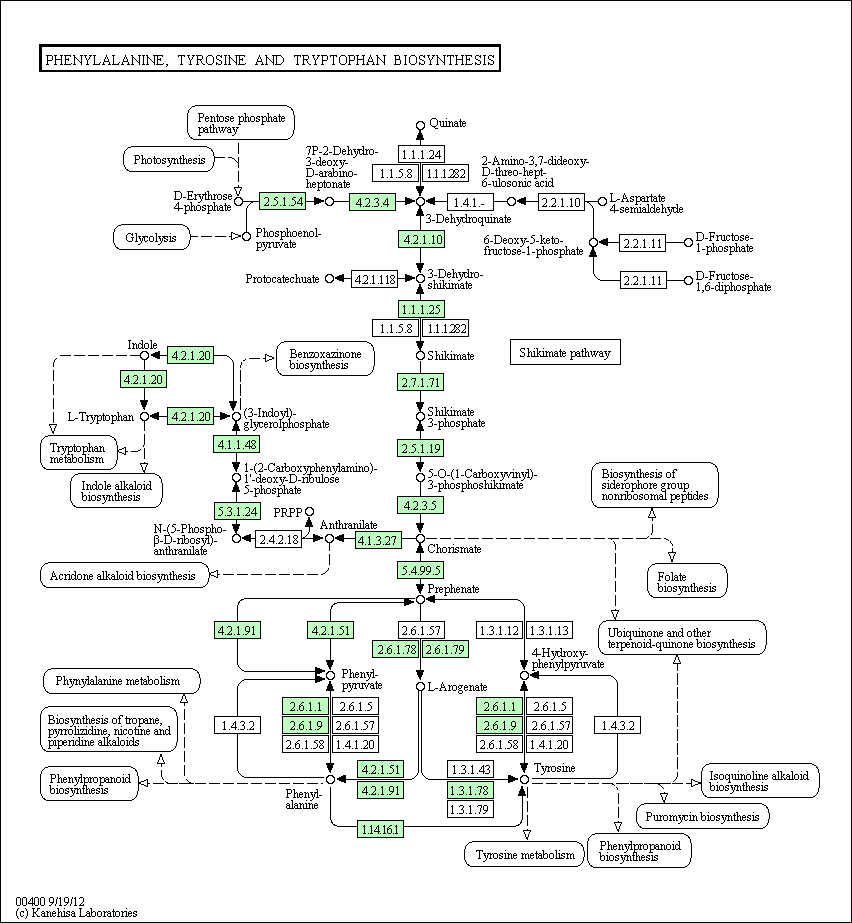 PHENYLALANINE, TYROSINE AND TRYPTOPHAN BIOSYNTHESIS
Pentose phosphate
pathway
Photosynthesis
Glycolysis
D-Erythrose
4-phosphate
Phosphoenol-
pyruvate
2.5.1.54
7P-2-Dehydro-
3-deoxy-
D-arabino-
heptonate
4.2.3.4
Quinate
1.1.1.24
1.1.5.8
1.1.1.282
3-Dehydroquinate
1.4.1.-
2-Amino-3,7-dideoxy-
D-threo-hept-
6-ulosonic acid
2.2.1.10
L-Aspartate
4-semialdehyde
6-Deoxy-5-keto-
fructose-1-phosphate
2.2.1.11
D-Fructose-
1-phosphate
2.2.1.11
D-Fructose-
1,6-diphosphate
4.2.1.10
Protocatechuate
4.2.1.118
3-Dehydro-
shikimate
1.1.1.25
1.1.5.8
1.1.1.282
Shikimate
Shikimate pathway
2.7.1.71
Shikimate
3-phosphate
2.5.1.19
5-O-(1-Carboxyvinyl)-
3-phosphoshikimate
4.2.3.5
Chorismate
Indole
4.2.1.20
4.2.1.20
Benzoxazinone
biosynthesis
L-Tryptophan
4.2.1.20
(3-Indoyl)-
glycerolphosphate
Tryptophan
metabolism
Indole alkaloid
biosynthesis
4.1.1.48
1-(2-Carboxyphenylamino)-
1'-deoxy-D-ribulose
5-phosphate
5.3.1.24
N-(5-Phospho-
β-D-ribosyl)-
anthranilate
2.4.2.18
PRPP
Anthranilate
4.1.3.27
Acridone alkaloid biosynthesis
Biosynthesis of
siderophore group
nonribosomal peptides
Folate
biosynthesis
Ubiquinone and other
terpenoid-quinone biosynthesis
5.4.99.5
Prephenate
4.2.1.91
4.2.1.51
2.6.1.57
2.6.1.78
2.6.1.79
1.3.1.12
1.3.1.13
Phenyl-
pyruvate
L-Arogenate
4-Hydroxy-
phenylpyruvate
Phynylalanine metabolism
Biosynthesis of tropane,
pyrrolizidine, nicotine and
piperidine alkaloids
Phenylpropanoid
biosynthesis
1.4.3.2
2.6.1.1
2.6.1.5
2.6.1.9
2.6.1.57
2.6.1.58
1.4.1.20
2.6.1.1
2.6.1.5
2.6.1.9
2.6.1.57
2.6.1.58
1.4.1.20
1.4.3.2
4.2.1.51
4.2.1.91
1.3.1.43
1.3.1.78
1.3.1.79
Phenyl-
alanine
Tyrosine
1.14.16.1
Isoquinoline alkaloid
biosynthesis
Puromycin biosynthesis
Phenylpropanoid
biosynthesis
Tyrosine metabolism
00400 9/19/12
(c) Kanehisa Laboratories